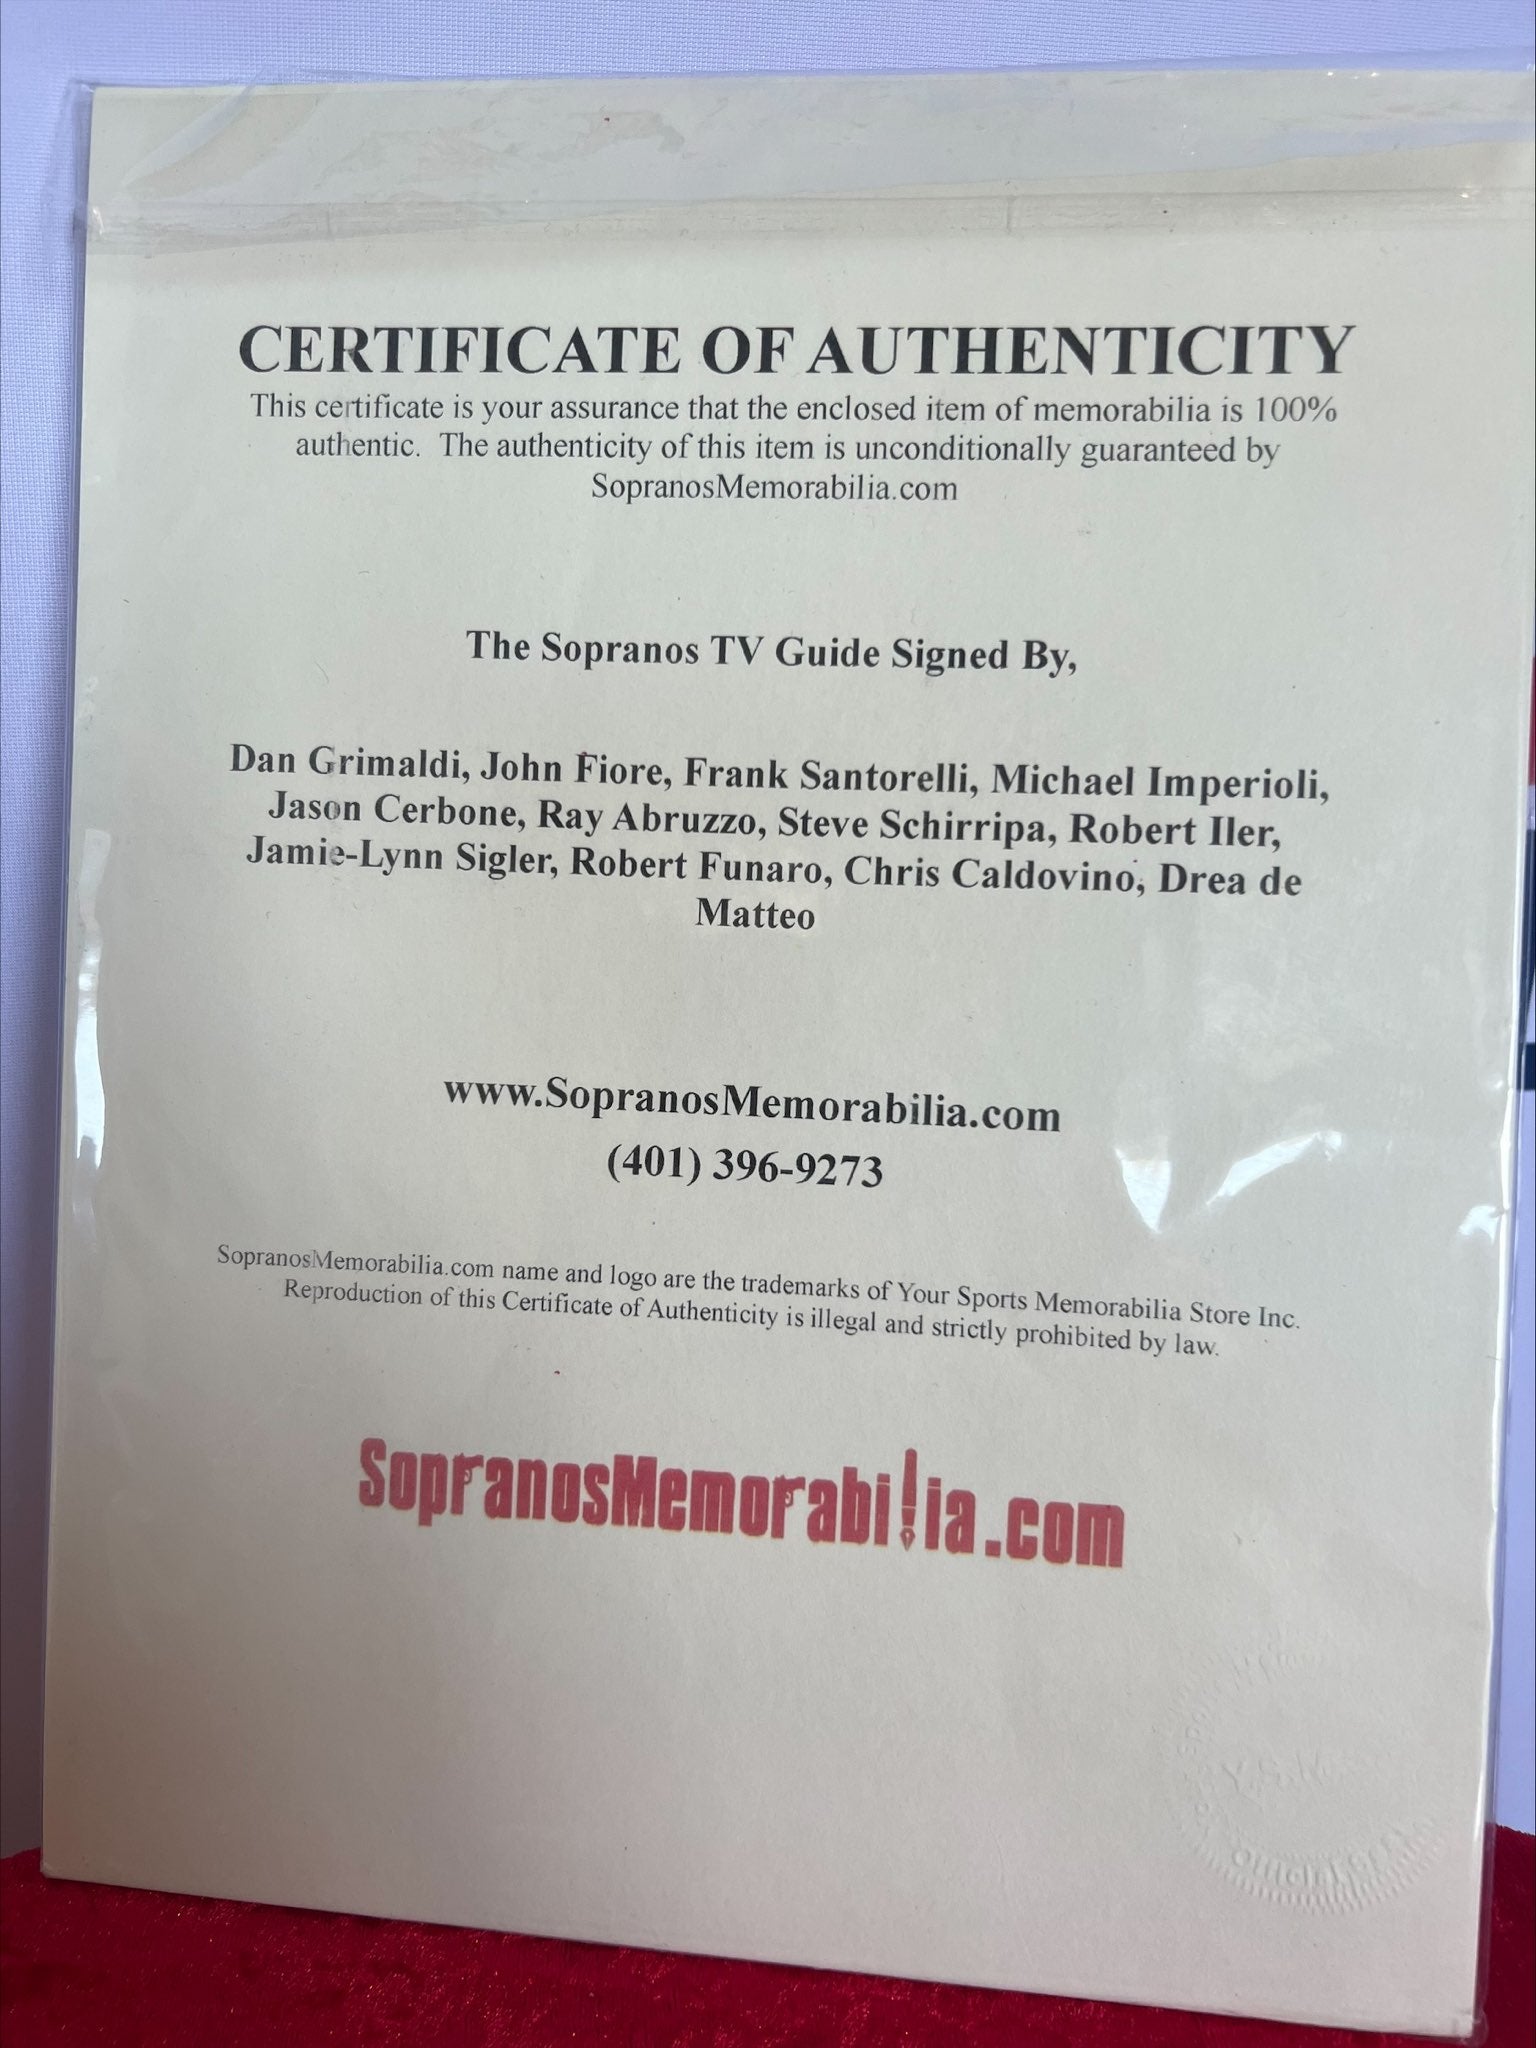 CERTIFICATE OF AUTHENTICITY
This certificate is your assurance that the enclosed item of memorabilia is 100%
authentic.  The authenticity of this item is unconditionally guaranteed by
SopranosMemorabilia.com
The Sopranos TV Guide Signed By,
Dan Grimaldi, John Fiore, Frank Santorelli, Michael Imperioli,
Jason Cerbone, Ray Abruzzo, Steve Schirripa, Robert Iler,
Jamie-Lynn Sigler, Robert Funaro, Chris Caldovino, Drea de
Matteo
www.SopranosMemorabilia.com
(401) 396-9273
SopranosMemorabilia.com name and logo are the trademarks of Your Sports Memorabilia Store Inc.
Reproduction of this Certificate of Authenticity is illegal and strictly prohibited by law.
SopranosMemorabilia.com